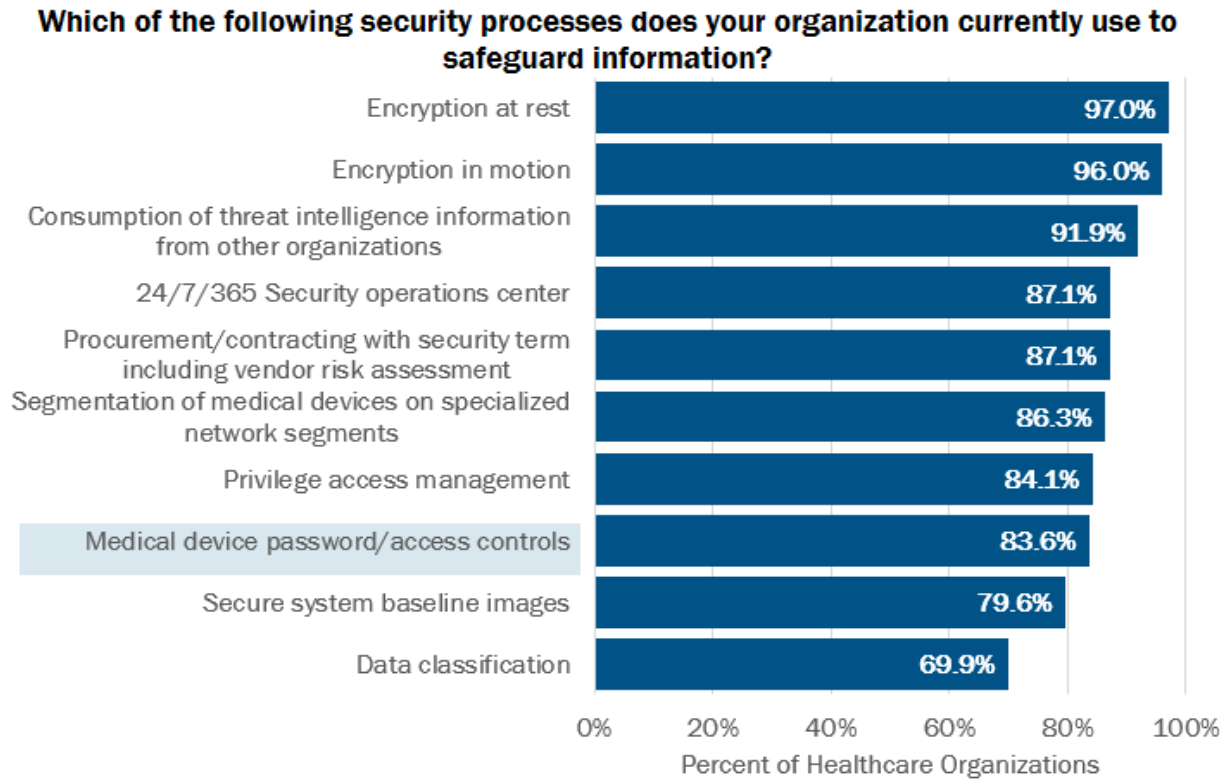 Which of the following security processes does your organization currently use to
safeguard information?
Encryption at rest
97.0%
Encryption in motion
96.0%
Consumption of threat intelligence information
from other organizations
91.9%
24/7/365 Security operations center
87.1%
Procurement/contracting with security term
including vendor risk assessment
87.1%
Segmentation of medical devices on specialized
network segments
86.3%
Privilege access management
84.1%
Medical device password/access controls
83.6%
Secure system baseline images
79.6%
Data classification
69.9%
0% 20% 40% 60% 80% 100%
Percent of Healthcare Organizations